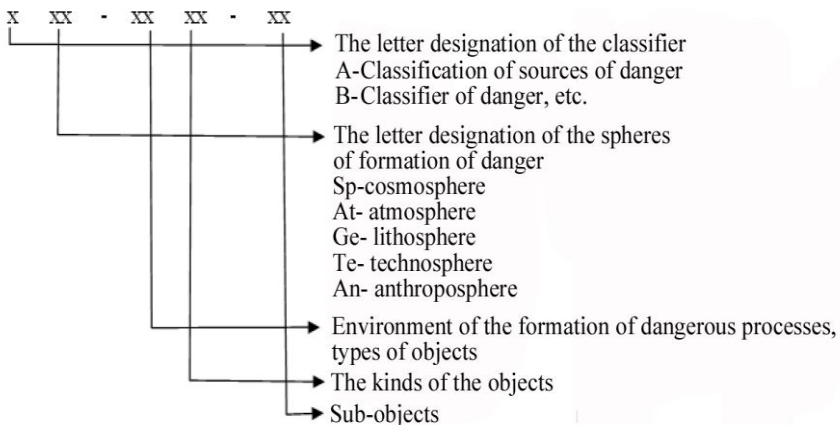 X XX - XX XX - XX
The letter designation of the classifier
A-Classification of sources of danger
B-Classifier of danger, etc.
The letter designation of the spheres
of formation of danger
Sp-cosmosphere
At- atmosphere
Ge- lithosphere
Te- technosphere
An- anthroposphere
Environment of the formation of dangerous processes,
types of objects
The kinds of the objects
Sub-objects